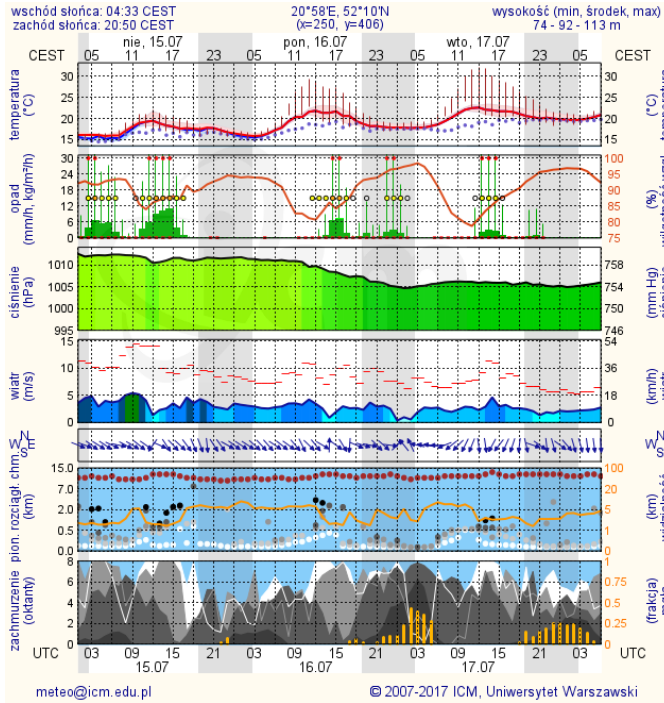 wschód słońca: 04:33 CEST 20°58'E, 52°10'N wysokość (min, środek, max)
zachód słońca: 20:50 CEST (x=250, y=406) 74 - 92 - 113 m
nie, 15.07 pon, 16.07 wto, 17.07
CEST 05 11 17 23 05 11 17 23 05 11 17 23 05 CEST
temperatura
(°C)
30 30
25 25
20 20
15 15
opad
(mm/h, kg/m²/h)
30 100
24 95
18 90
12 85
6 80
0 75
(%)
ciśnienie
(hPa)
1010 758
1005 754
1000 750
995 746
(mm Hg)
wiatr
m/s
15 54
10 36
5 18
0 0
(km/h)
N
W E
S
N
W E
S
pion. rozciągł. chm.
(km)
15.0 100
7.0 20
2.0 5
0.5 1
0.0 0
(km)
zachmurzenie
(oktanty)
8 1
6 0.75
4 0.5
2 0.25
0 0
(frakcja)
UTC 03 09 15 21 03 09 15 21 03 09 15 21 03 UTC
15.07 16.07 17.07
meteo@icm.edu.pl © 2007-2017 ICM, Uniwersytet Warszawski